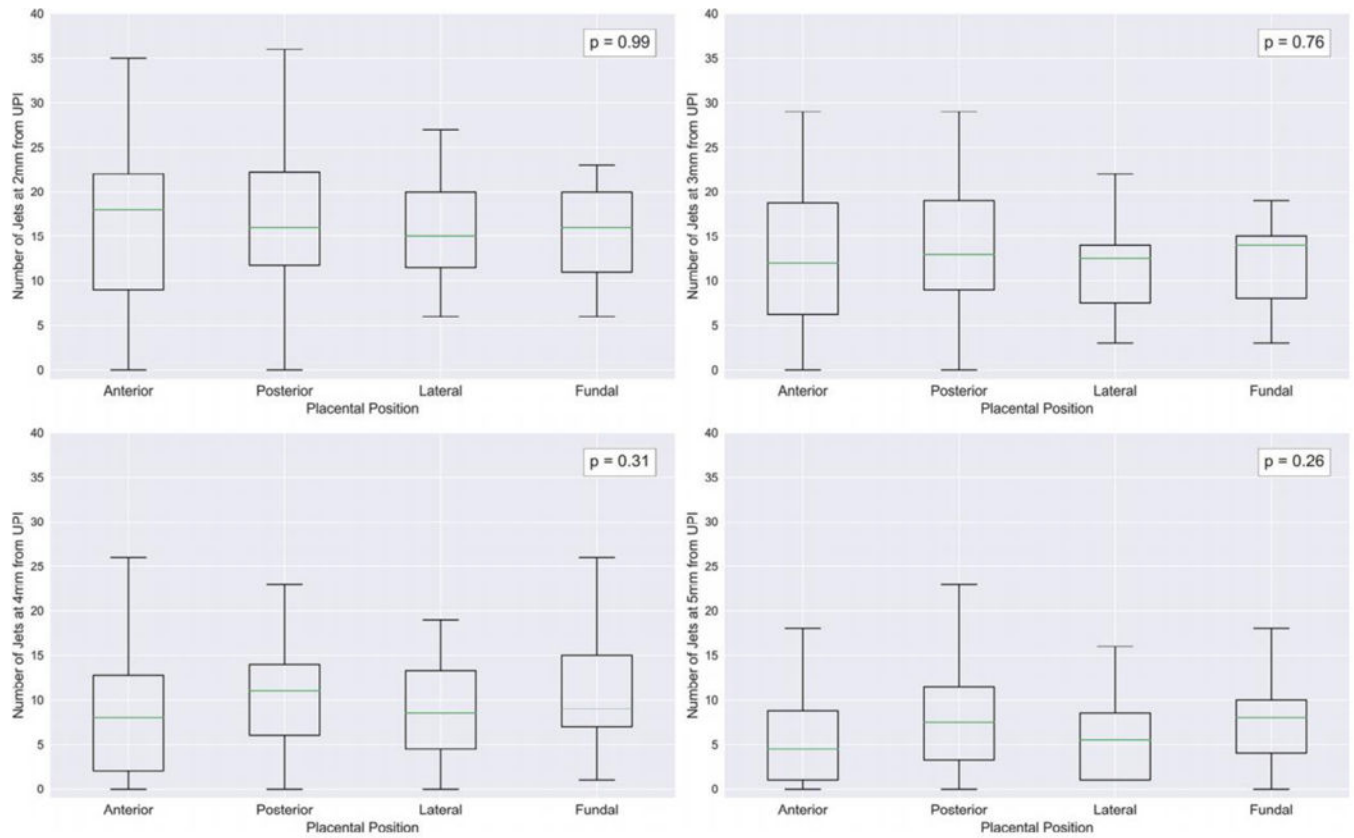 40
35
30
25
20
15
10
5
0
Number of Jets at 2mm from UPI
p = 0.99
Anterior Posterior Lateral Fundal
Placental Position
40
35
30
25
20
15
10
5
0
Number of Jets at 3mm from UPI
p = 0.76
Anterior Posterior Lateral Fundal
Placental Position
40
35
30
25
20
15
10
5
0
Number of Jets at 4mm from UPI
p = 0.31
Anterior Posterior Lateral Fundal
Placental Position
40
35
30
25
20
15
10
5
0
Number of Jets at 5mm from UPI
p = 0.26
Anterior Posterior Lateral Fundal
Placental Position